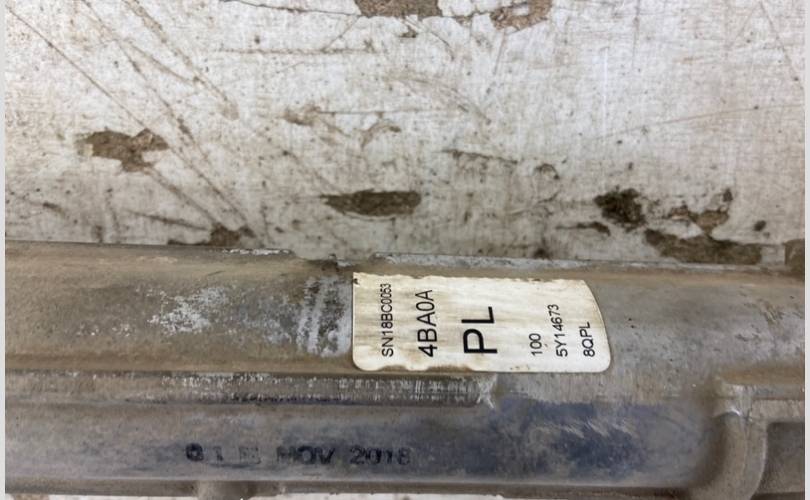 SN18BC0053
4BA0A
PL
100
5Y14673
8QPL
NOV 2018